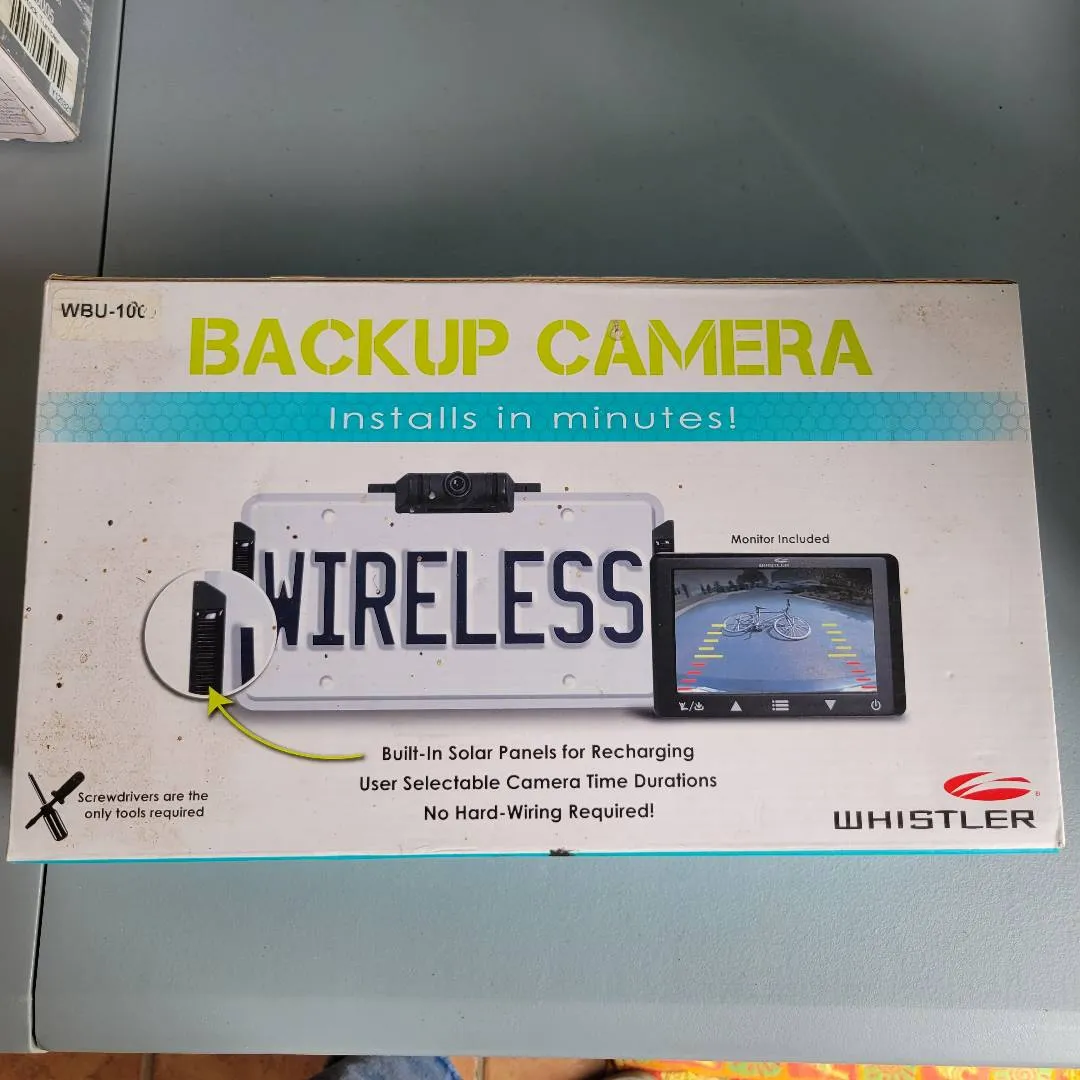 WBU-100
BACKUP CAMERA
Installs in minutes!
WIRELESS
Monitor Included
WHISTLER
Built-In Solar Panels for Recharging
User Selectable Camera Time Durations
No Hard-Wiring Required!
Screwdrivers are the
only tools required
WHISTLER